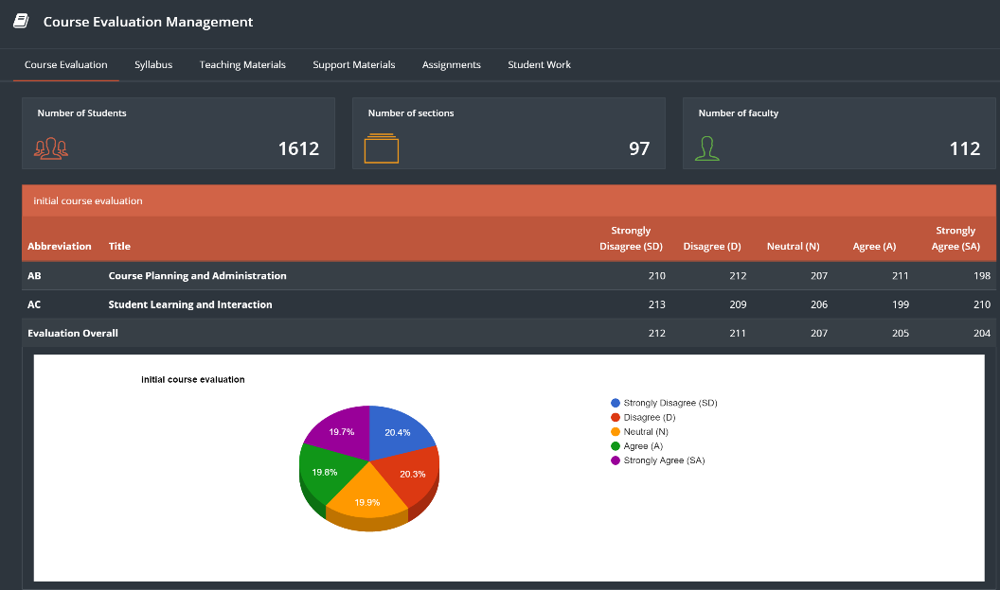 Course Evaluation Management
Course Evaluation Syllabus Teaching Materials Support Materials Assignments Student Work
Number of Students Number of sections Number of faculty
1612 97 112
initial course evaluation
Abbreviation Title Strongly Disagree (SD) Disagree (D) Neutral (N) Agree (A) Strongly Agree (SA)
AB Course Planning and Administration 210 212 207 211 198
AC Student Learning and Interaction 213 209 206 199 210
Evaluation Overall 212 211 207 205 204
initial course evaluation
19.7% 20.4%
19.8% 20.3%
19.9%
Strongly Disagree (SD)
Disagree (D)
Neutral (N)
Agree (A)
Strongly Agree (SA)